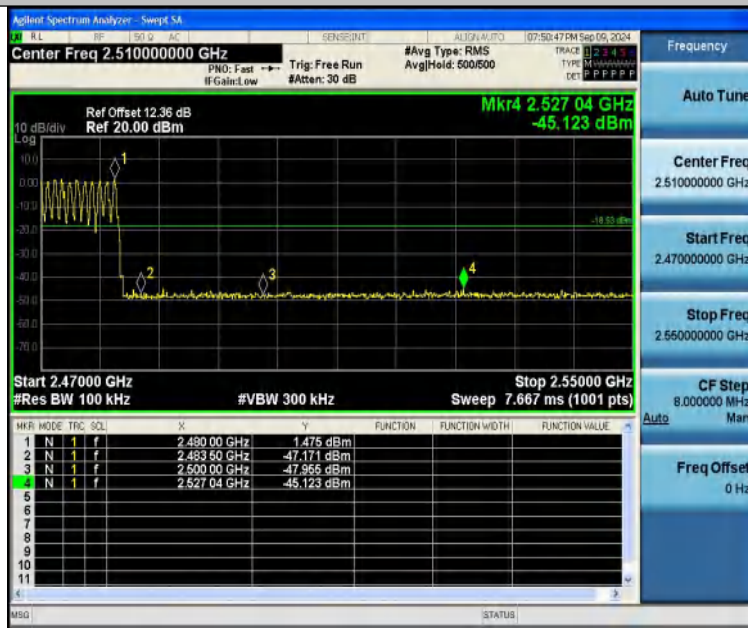 Agilent Spectrum Analyzer - Swept SA
RL RF 50 Ω AC SENSE:INT ALIGN AUTO 07:50:47 PM Sep 09, 2024
Center Freq 2.510000000 GHz
PNO: Fast
IFGain:Low
Trig: Free Run
#Atten: 30 dB
#Avg Type: RMS
Avg|Hold: 500/500
TRACE 1 2 3 4 5
TYPE M
DET P P P P P P
Ref Offset 12.36 dB
10 dB/div Ref 20.00 dBm
Log
Mkr4 2.527 04 GHz
-45.123 dBm
10.0
0.00
-10.0
-20.0
-30.0
-40.0
-50.0
-60.0
-70.0
1
2
3
4
-18.53 dBm
Start 2.47000 GHz
#Res BW 100 kHz
#VBW 300 kHz
Stop 2.55000 GHz
Sweep 7.667 ms (1001 pts)
MKR MODE TRC SCL X Y FUNCTION FUNCTION WIDTH FUNCTION VALUE
1 N 1 f 2.480 00 GHz 1.475 dBm
2 N 1 f 2.483 50 GHz -47.171 dBm
3 N 1 f 2.500 00 GHz -47.955 dBm
4 N 1 f 2.527 04 GHz -45.123 dBm
5
6
7
8
9
10
11
MSG STATUS
Frequency
Auto Tune
Center Freq
2.510000000 GHz
Start Freq
2.470000000 GHz
Stop Freq
2.550000000 GHz
CF Step
8.000000 MHz
Auto Man
Freq Offset
0 Hz